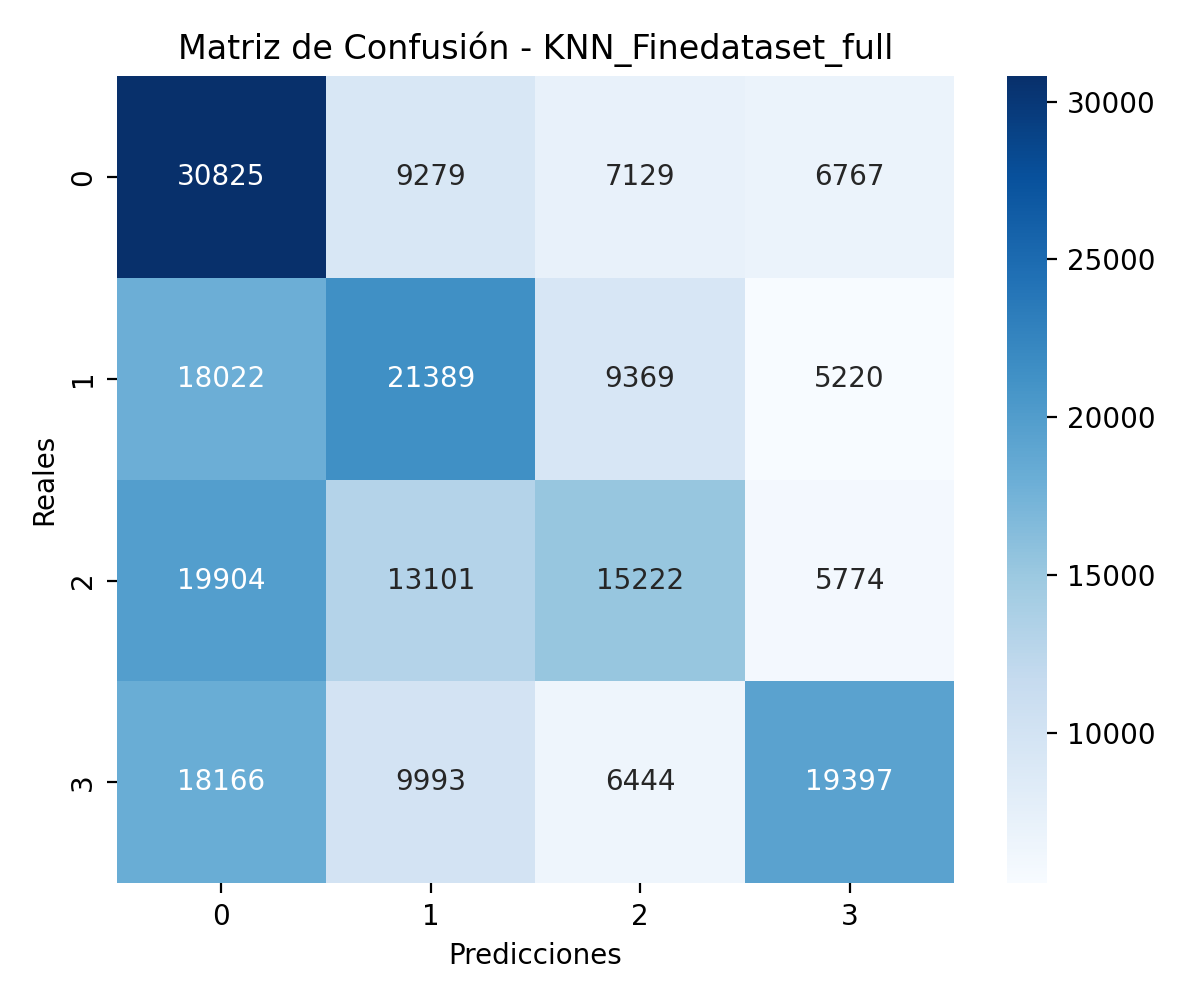 Matriz de Confusión - KNN_Finedataset_full
0 30825 9279 7129 6767
1 18022 21389 9369 5220
2 19904 13101 15222 5774
3 18166 9993 6444 19397
0 1 2 3
Reales
Predicciones
30000
25000
20000
15000
10000